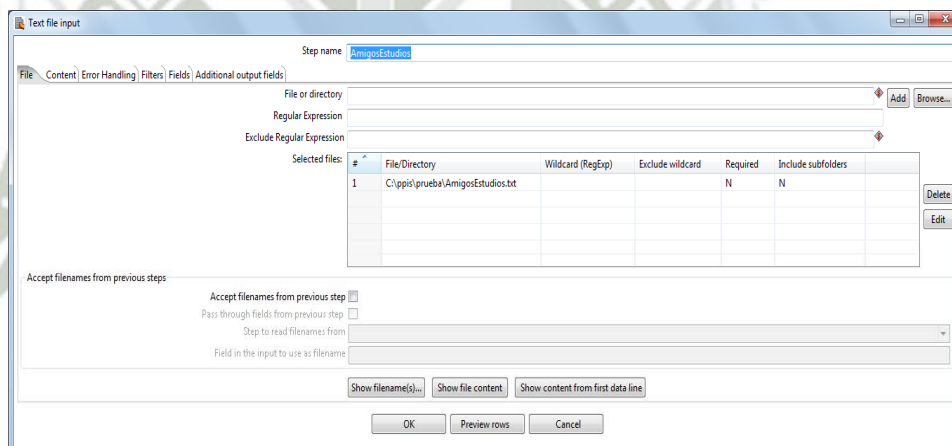 Text file input
Step name AmigosEstudios
File Content Error Handling Filters Fields Additional output fields
File or directory Add Browse...
Regular Expression
Exclude Regular Expression
Selected files: # File/Directory Wildcard (RegExp) Exclude wildcard Required Include subfolders
1 C:\ppis\prueba\AmigosEstudios.txt N N
Delete
Edit
Accept filenames from previous steps
Accept filenames from previous step
Pass through fields from previous step
Step to read filenames from
Field in the input to use as filename
Show filename(s)... Show file content Show content from first data line
OK Preview rows Cancel